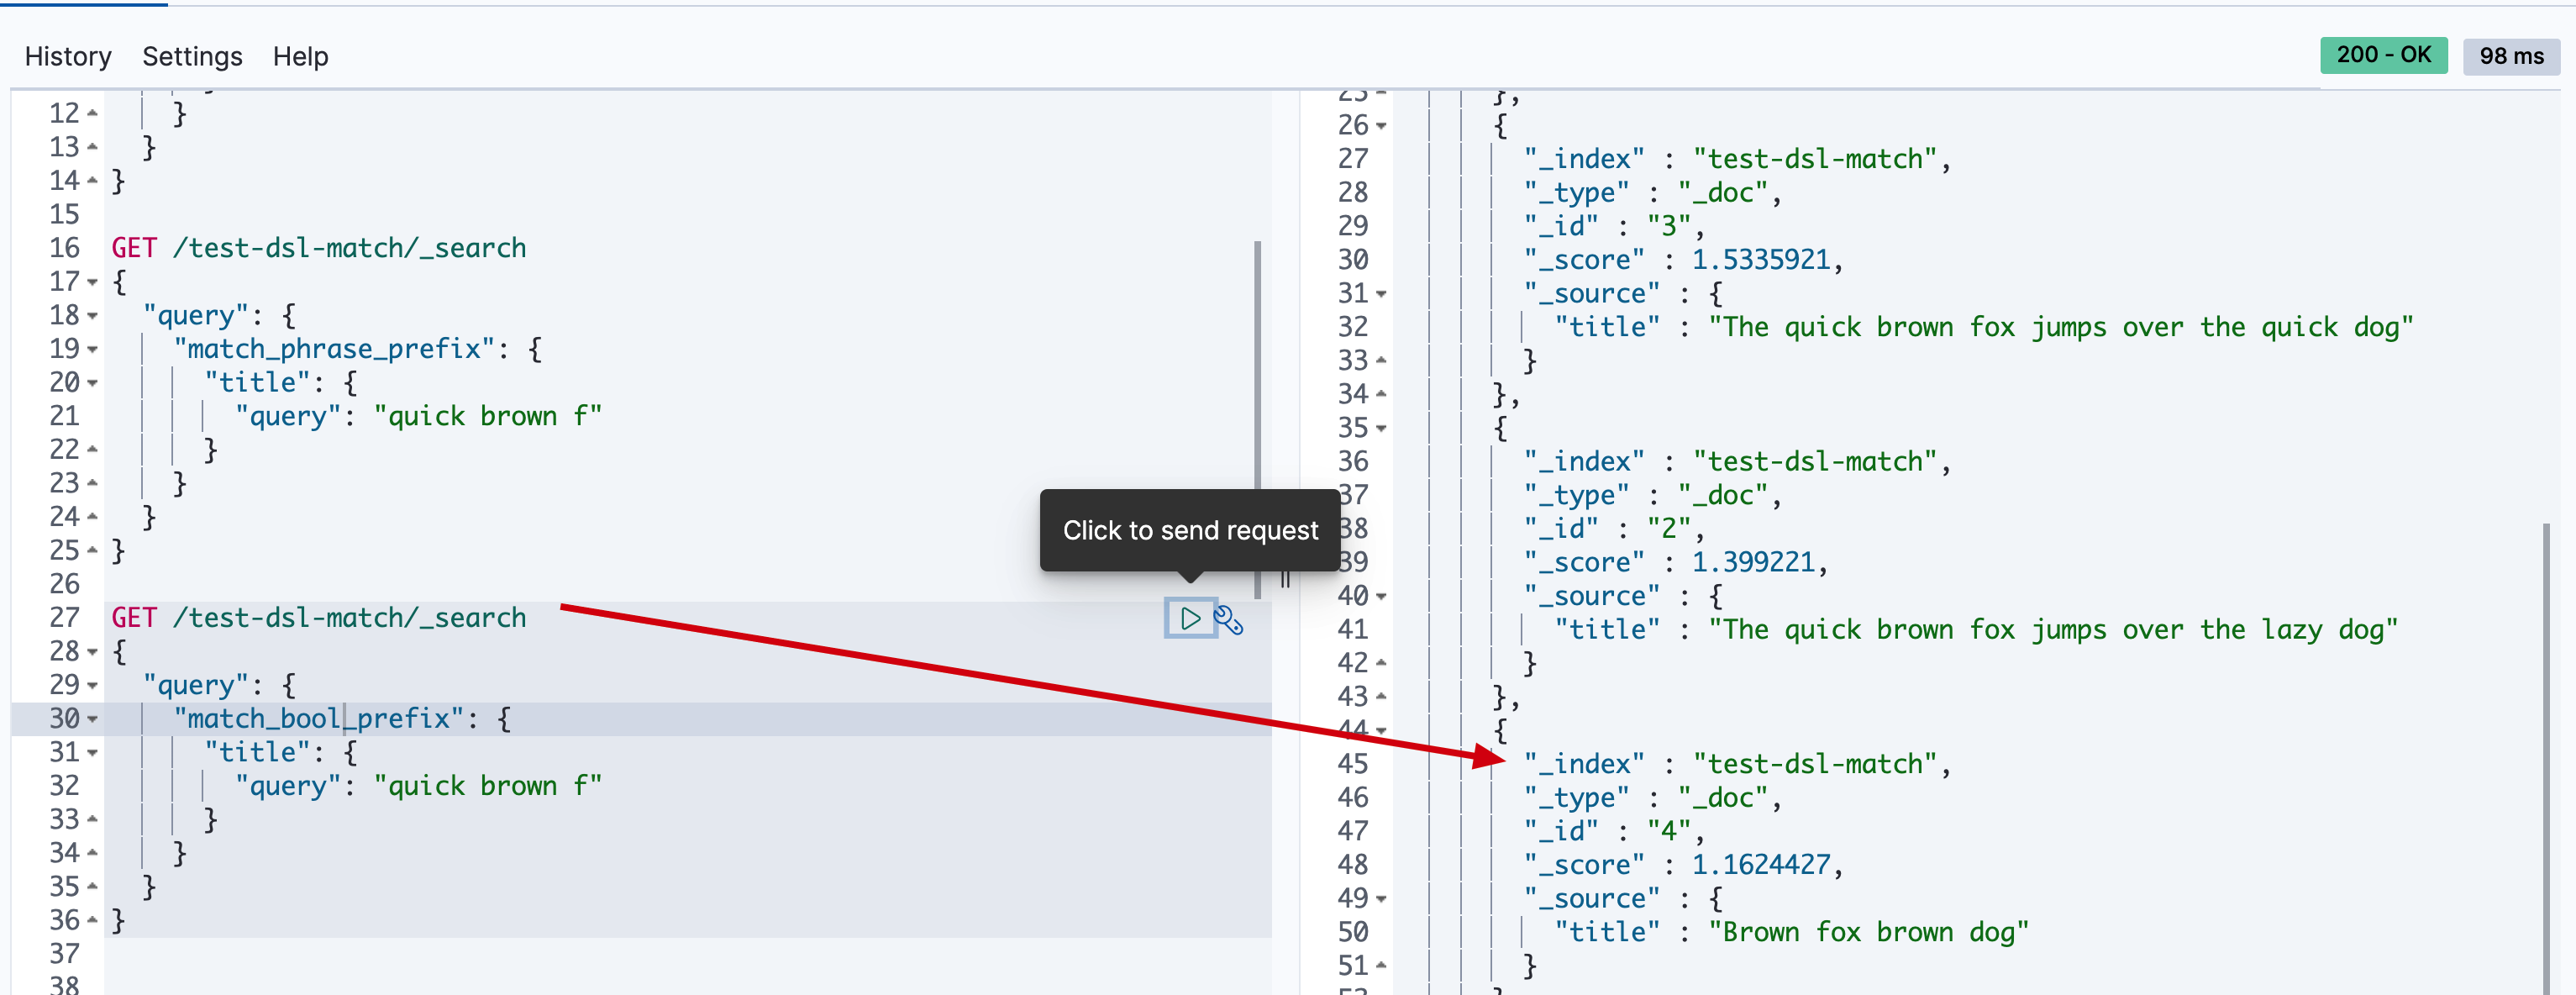 History Settings Help
200 - OK 98 ms
12 }
13 }
14 }
15
16 GET /test-dsl-match/_search
17 {
18 "query": {
19 "match_phrase_prefix": {
20 "title": {
21 "query": "quick brown f"
22 }
23 }
24 }
25 }
26
27 GET /test-dsl-match/_search
28 {
29 "query": {
30 "match_bool_prefix": {
31 "title": {
32 "query": "quick brown f"
33 }
34 }
35 }
36 }
37
38
Click to send request
25 },
26 {
27 "_index" : "test-dsl-match",
28 "_type" : "_doc",
29 "_id" : "3",
30 "_score" : 1.5335921,
31 "_source" : {
32 "title" : "The quick brown fox jumps over the quick dog"
33 }
34 },
35 {
36 "_index" : "test-dsl-match",
37 "_type" : "_doc",
38 "_id" : "2",
39 "_score" : 1.399221,
40 "_source" : {
41 "title" : "The quick brown fox jumps over the lazy dog"
42 }
43 },
44 {
45 "_index" : "test-dsl-match",
46 "_type" : "_doc",
47 "_id" : "4",
48 "_score" : 1.1624427,
49 "_source" : {
50 "title" : "Brown fox brown dog"
51 }